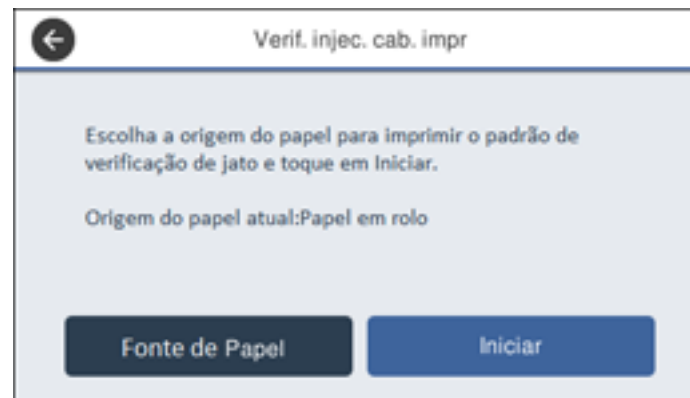 Verif. injec. cab. impr
Escolha a origem do papel para imprimir o padrão de
verificação de jato e toque em Iniciar.
Origem do papel atual:Papel em rolo
Fonte de Papel
Iniciar